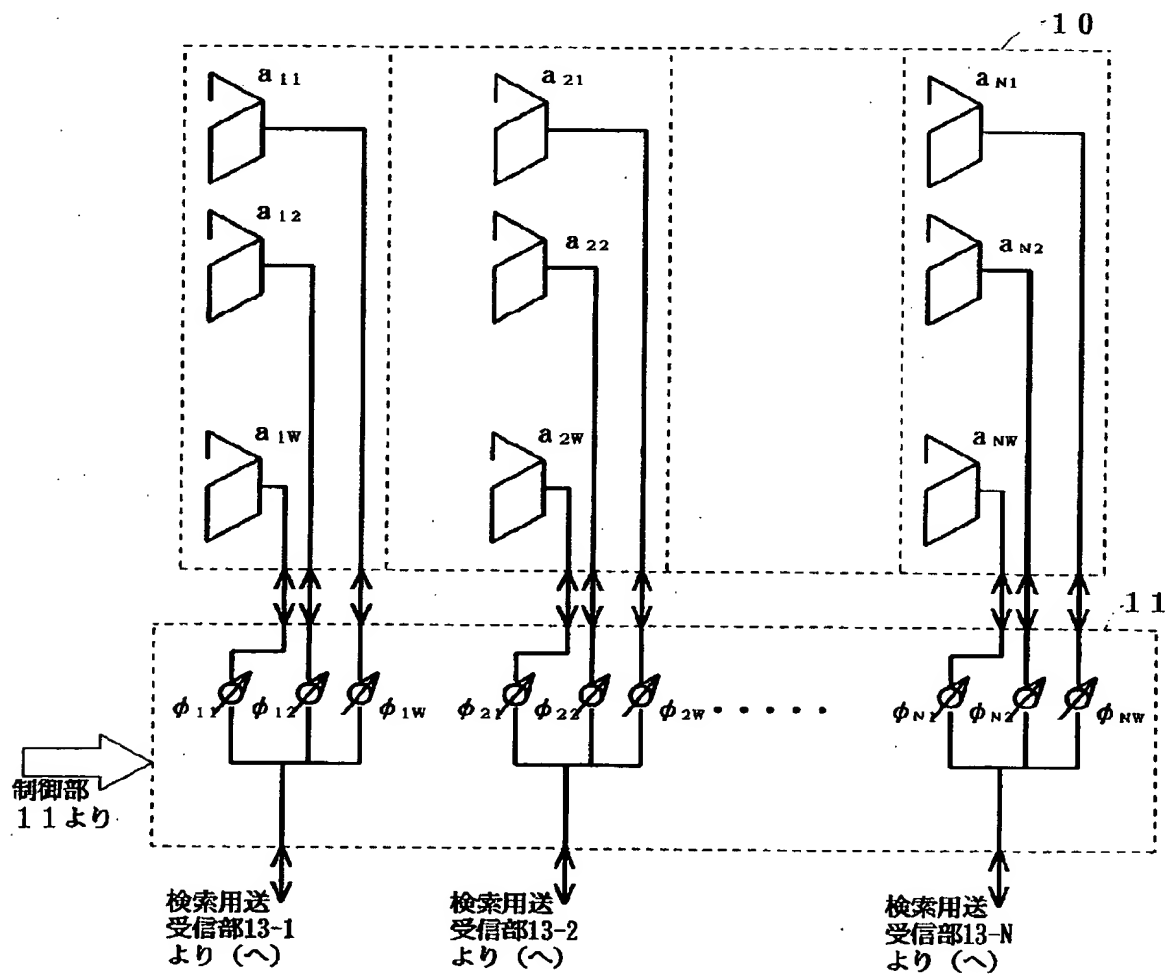 10
a11 a21 aN1
a12 a22 aN2
a1W a2W aNW
11
φ11 φ12 φ1W φ21 φ22 φ2W ・・・・・ φN1 φN2 φNW
制御部
11より
検索用送
受信部13-1
より(へ)
検索用送
受信部13-2
より(へ)
検索用送
受信部13-N
より(へ)